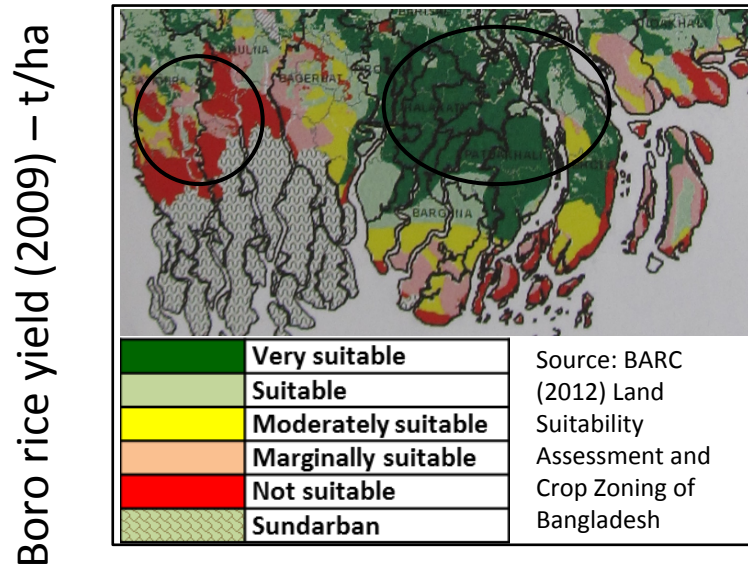 Boro rice yield (2009) – t/ha
KHULNA
BAGERHAT
PATUAKHALI
BARGUNA
Very suitable
Suitable
Moderately suitable
Marginally suitable
Not suitable
Sundarban
Source: BARC
(2012) Land
Suitability
Assessment and
Crop Zoning of
Bangladesh